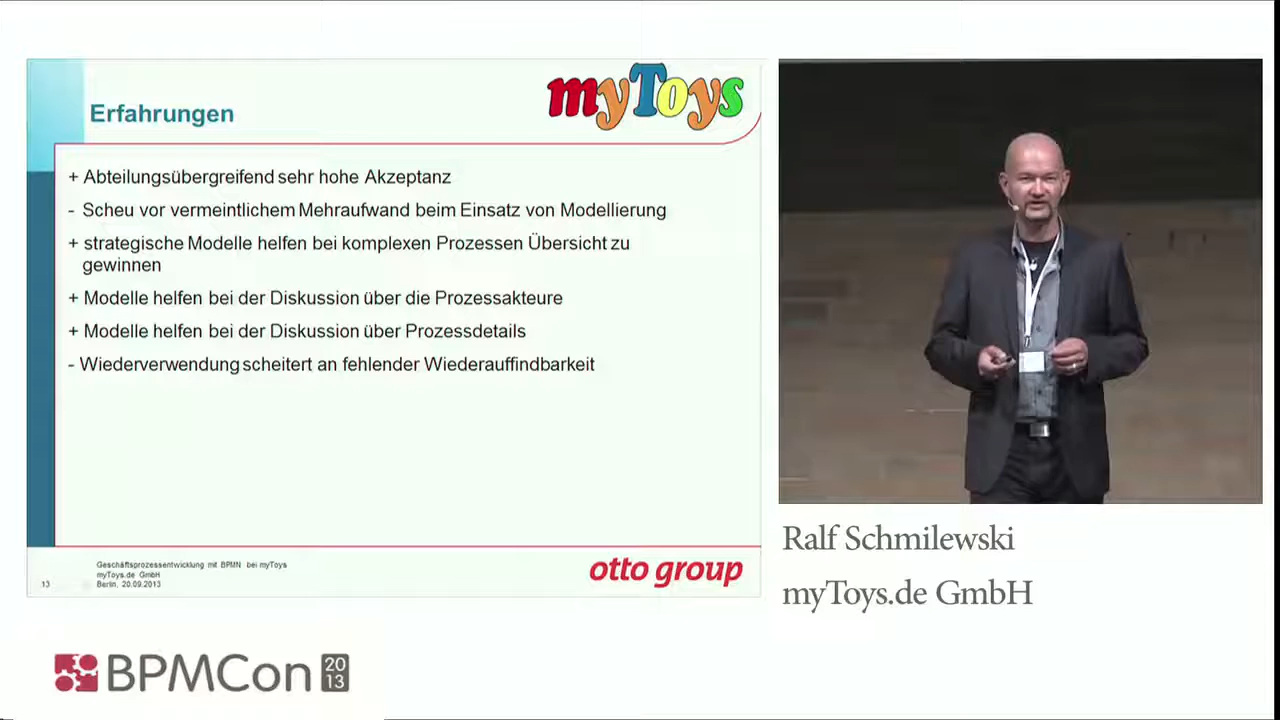 myToys
Erfahrungen
+ Abteilungsübergreifend sehr hohe Akzeptanz
- Scheu vor vermeintlichem Mehraufwand beim Einsatz von Modellierung
+ strategische Modelle helfen bei komplexen Prozessen Übersicht zu
gewinnen
+ Modelle helfen bei der Diskussion über die Prozessakteure
+ Modelle helfen bei der Diskussion über Prozessdetails
- Wiederverwendung scheitert an fehlender Wiederauffindbarkeit
13
Geschäftsprozessentwicklung mit BPMN bei myToys
myToys.de GmbH
Berlin, 20.09.2013
otto group
Ralf Schmilewski
myToys.de GmbH
BPMCon 2013